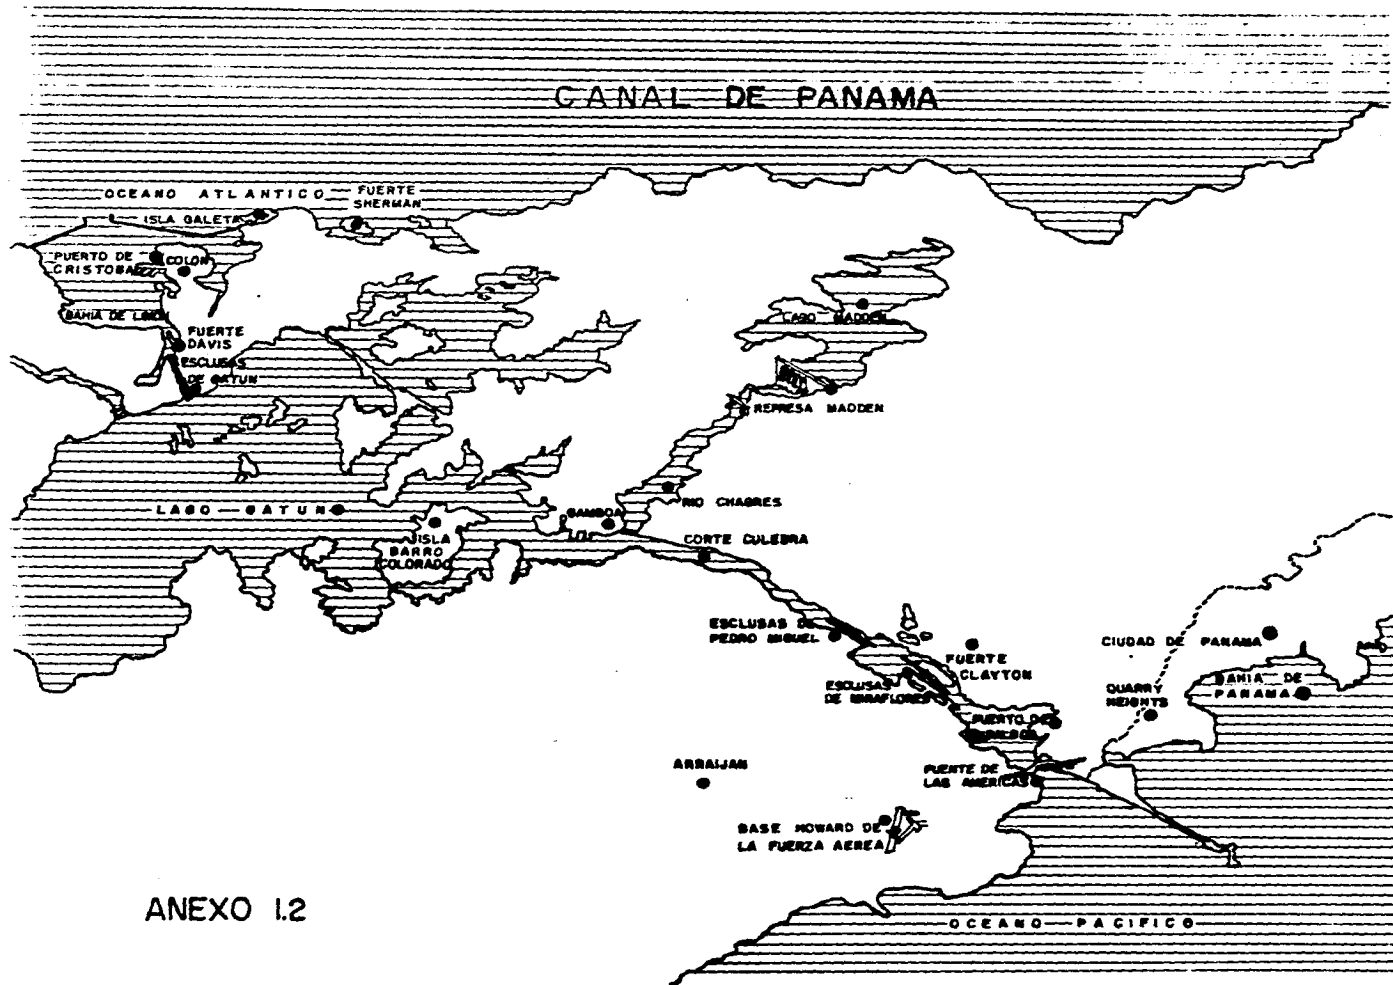 CANAL DE PANAMA
OCEANO ATLANTICO
FUERTE
SHERMAN
ISLA GALETA
PUERTO DE
CRISTOBAL
COLON
BAHIA DE LIMON
FUERTE
DAVIS
ESCLUSAS
DE GATUN
LAGO MADDEN
REPRESA MADDEN
RIO CHAGRES
LAGO GATUN
GAMBOA
ISLA
BARRO
COLORADO
CORTE CULEBRA
ESCLUSAS DE
PEDRO MIGUEL
FUERTE
CLAYTON
CIUDAD DE PANAMA
ESCLUSAS
DE MIRAFLORES
QUARRY
HEIGHTS
BAHIA DE
PANAMA
PUERTO DE
BALBOA
ARRAIJAN
PUENTE DE
LAS AMERICAS
BASE HOWARD DE
LA FUERZA AEREA
ANEXO 1.2
OCEANO PACIFICO